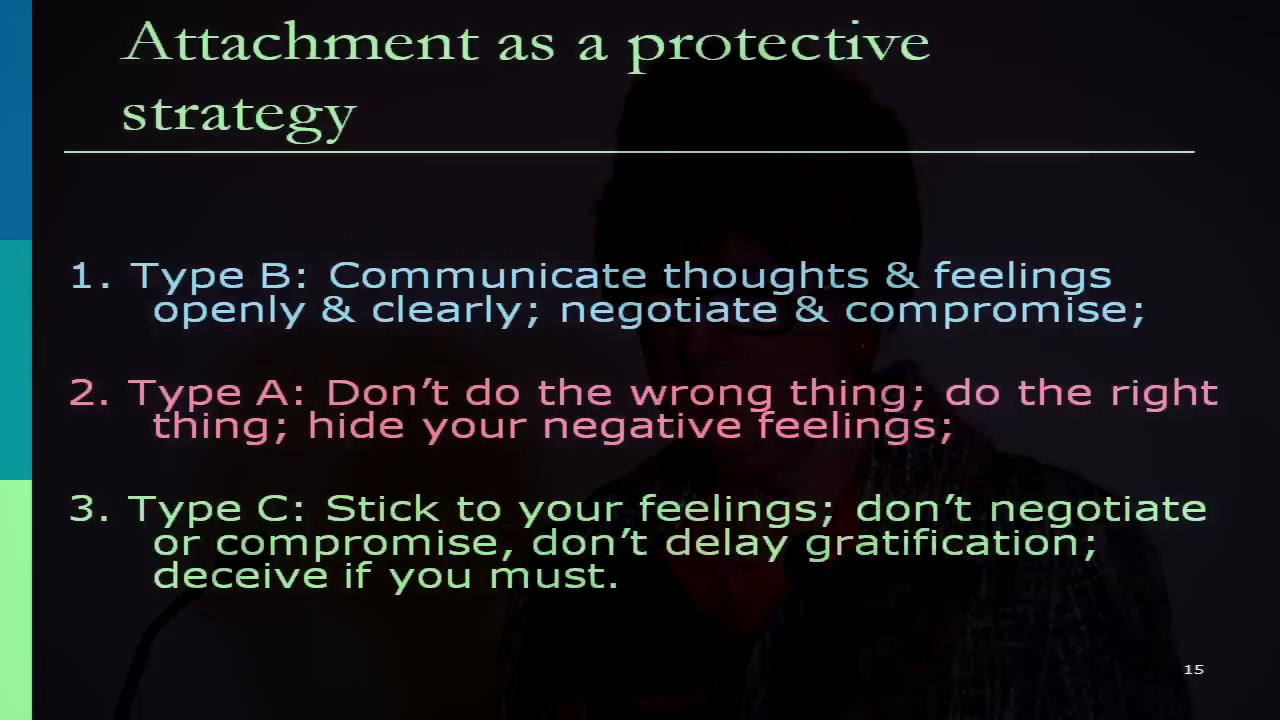 Attachment as a protective
strategy
1. Type B: Communicate thoughts & feelings
openly & clearly; negotiate & compromise;
2. Type A: Don’t do the wrong thing; do the right
thing; hide your negative feelings;
3. Type C: Stick to your feelings; don’t negotiate
or compromise, don’t delay gratification;
deceive if you must.
15